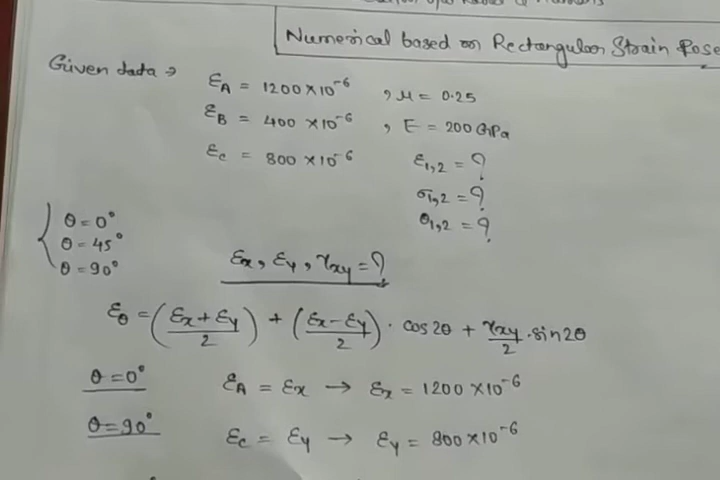 Numerical based on Rectangular Strain Rose
Given data →
εA = 1200×10⁻⁶ , μ = 0.25
εB = 400 ×10⁻⁶ , E = 200 GPa
εc = 800 ×10⁻⁶
ε1,2 = ?
σ1,2 = ?
θ1,2 = ?
θ = 0°
θ = 45°
θ = 90°
εx, εy, γxy = ?
εθ = (εx + εy / 2) + (εx − εy / 2) · cos 2θ + γxy / 2 · sin 2θ
θ = 0° εA = εx → εx = 1200 ×10⁻⁶
θ = 90° εc = εy → εy = 800 ×10⁻⁶